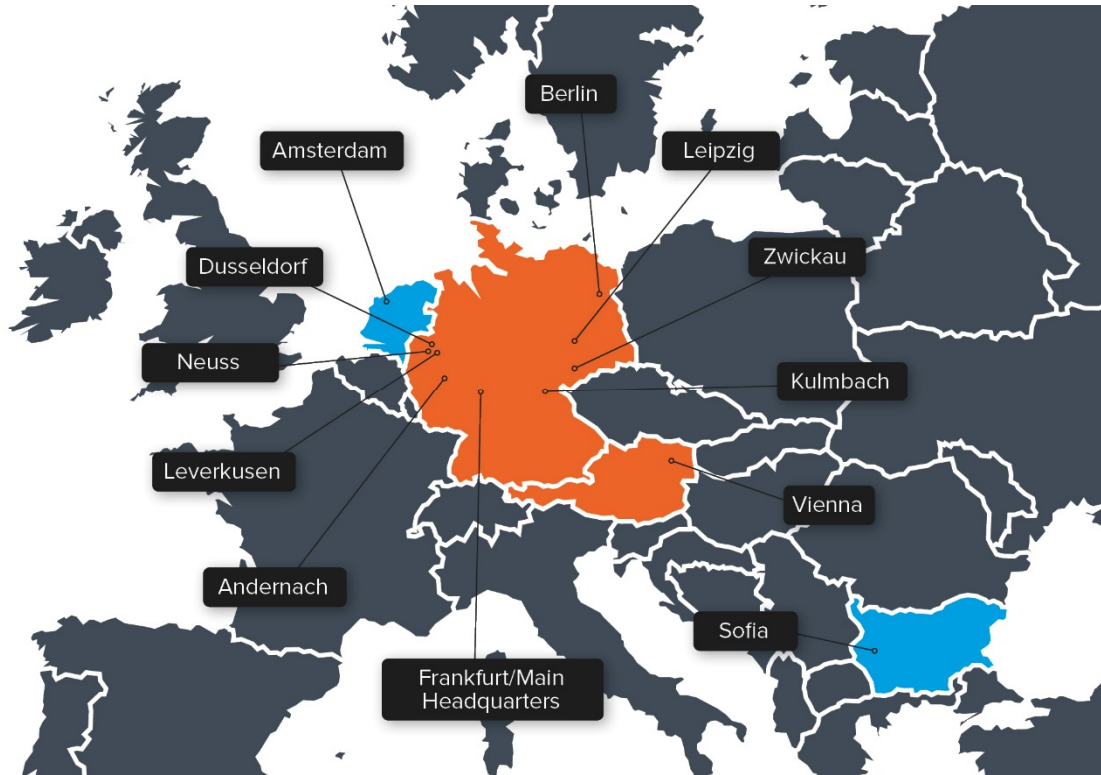 Berlin
Amsterdam
Leipzig
Dusseldorf
Zwickau
Neuss
Kulmbach
Leverkusen
Vienna
Andernach
Sofia
Frankfurt/Main
Headquarters